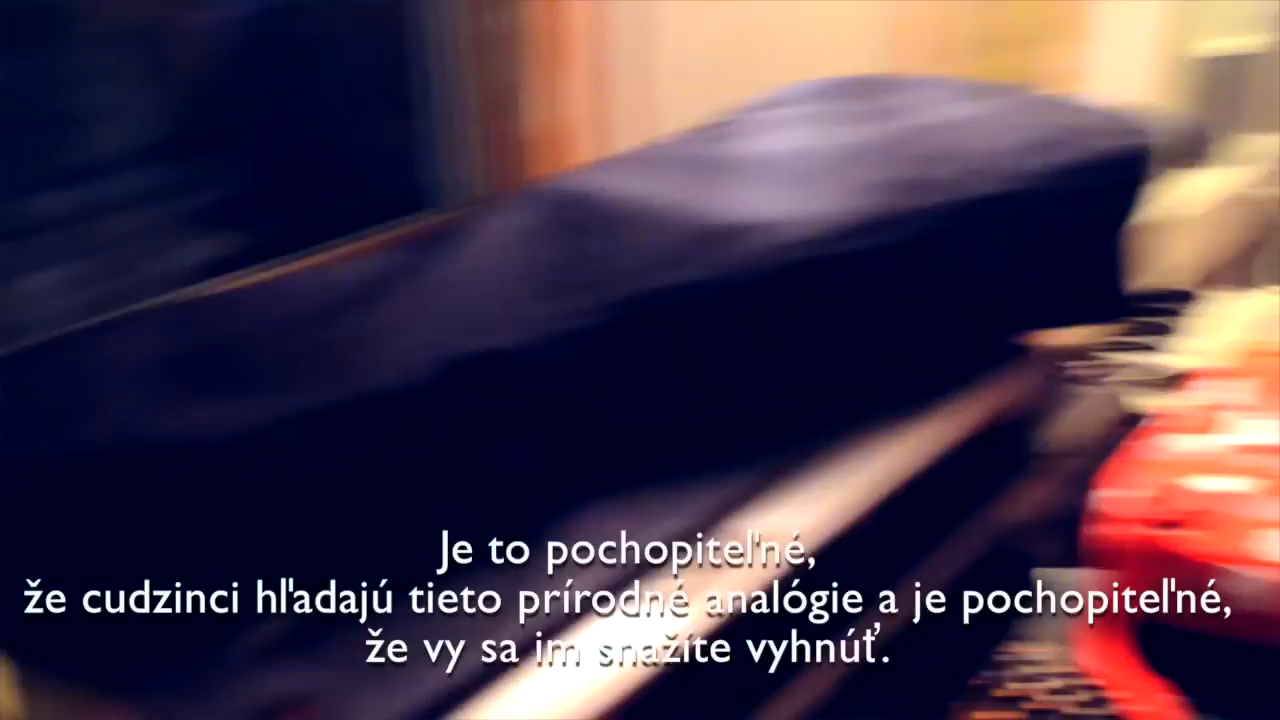 Je to pochopiteľné,
že cudzinci hľadajú tieto prírodné analógie a je pochopiteľné,
že vy sa im snažíte vyhnúť.